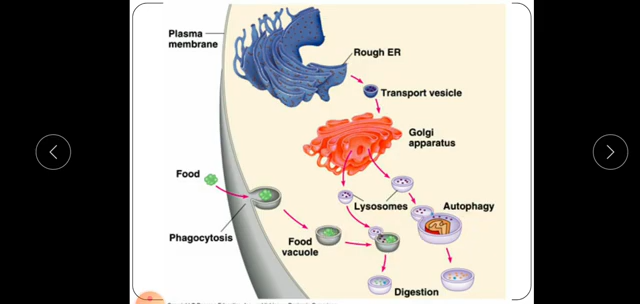 Plasma
membrane
Rough ER
Transport vesicle
Golgi
apparatus
Food
Lysosomes
Autophagy
Phagocytosis
Food
vacuole
Digestion